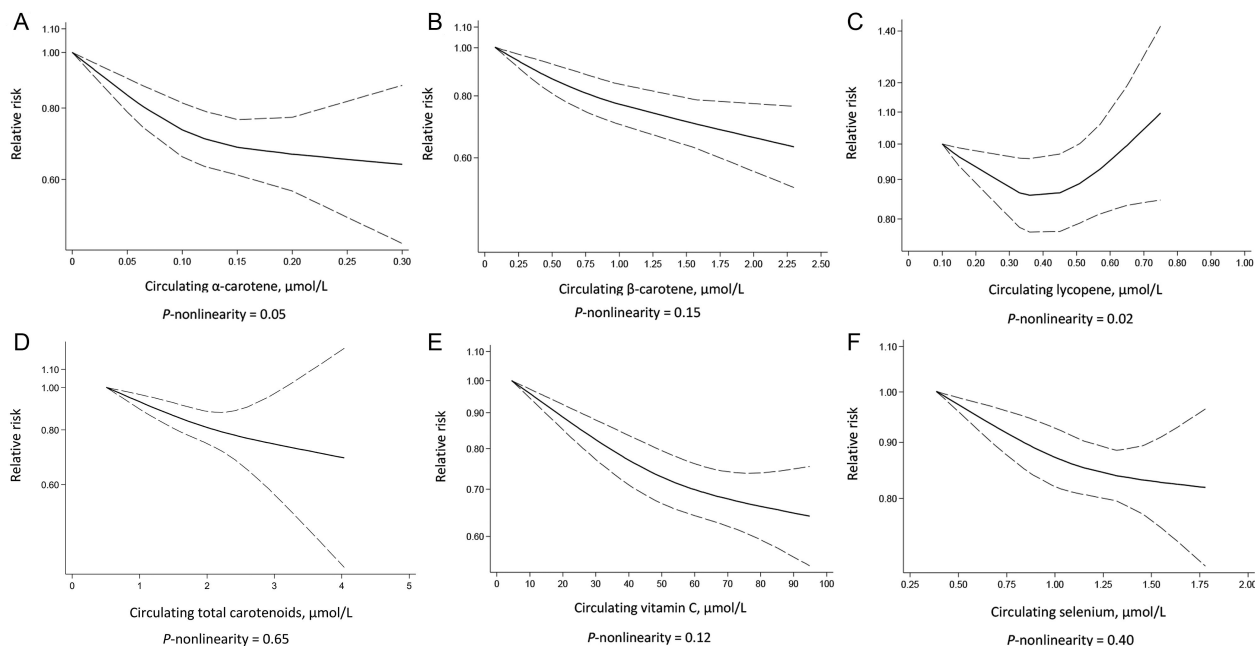 A
1.10
1.00
0.80
0.60
Relative risk
0 0.05 0.10 0.15 0.20 0.25 0.30
Circulating α-carotene, µmol/L
P-nonlinearity = 0.05
B
1.10
1.00
0.80
0.60
Relative risk
0 0.25 0.50 0.75 1.00 1.25 1.50 1.75 2.00 2.25 2.50
Circulating β-carotene, µmol/L
P-nonlinearity = 0.15
C
1.40
1.20
1.10
1.00
0.90
0.80
Relative risk
0 0.10 0.20 0.30 0.40 0.50 0.60 0.70 0.80 0.90 1.00
Circulating lycopene, µmol/L
P-nonlinearity = 0.02
D
1.10
1.00
0.80
0.60
Relative risk
0 1 2 3 4 5
Circulating total carotenoids, µmol/L
P-nonlinearity = 0.65
E
1.10
1.00
0.90
0.80
0.70
0.60
Relative risk
0 10 20 30 40 50 60 70 80 90 100
Circulating vitamin C, µmol/L
P-nonlinearity = 0.12
F
1.10
1.00
0.90
0.80
Relative risk
0.25 0.50 0.75 1.00 1.25 1.50 1.75 2.00
Circulating selenium, µmol/L
P-nonlinearity = 0.40